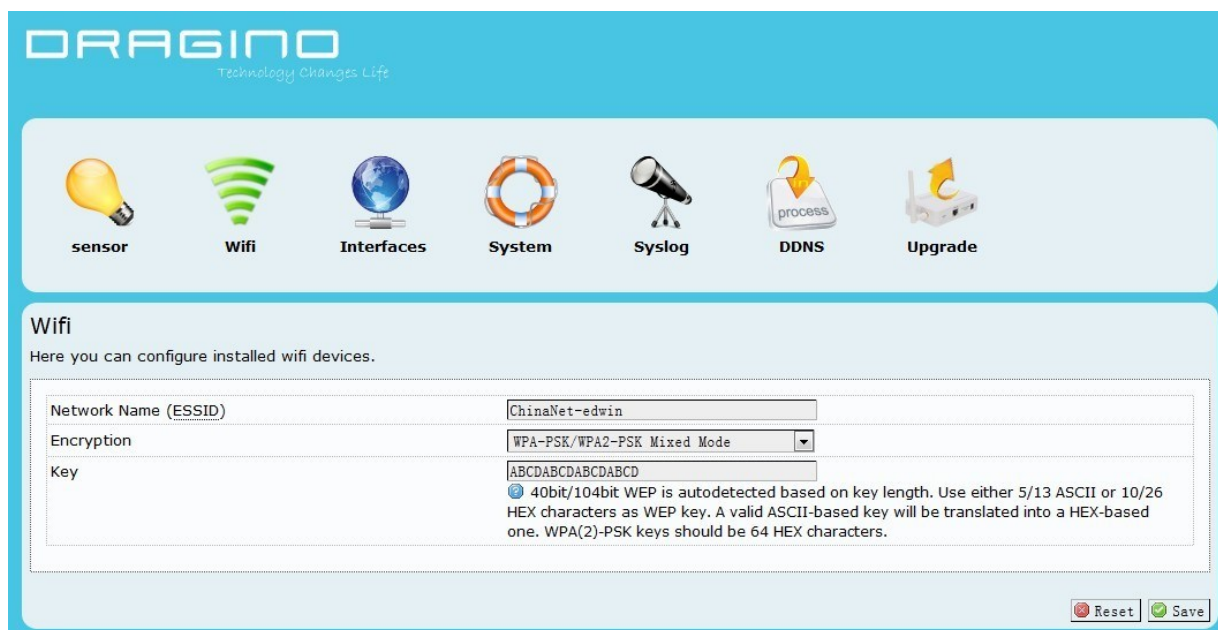 DRAGINO
Technology Changes Life
sensor
Wifi
Interfaces
System
Syslog
process
DDNS
Upgrade
Wifi
Here you can configure installed wifi devices.
Network Name (ESSID)
ChinaNet-edwin
Encryption
WPA-PSK/WPA2-PSK Mixed Mode
Key
ABCDABCDABCDABCD
40bit/104bit WEP is autodetected based on key length. Use either 5/13 ASCII or 10/26
HEX characters as WEP key. A valid ASCII-based key will be translated into a HEX-based
one. WPA(2)-PSK keys should be 64 HEX characters.
Reset
Save